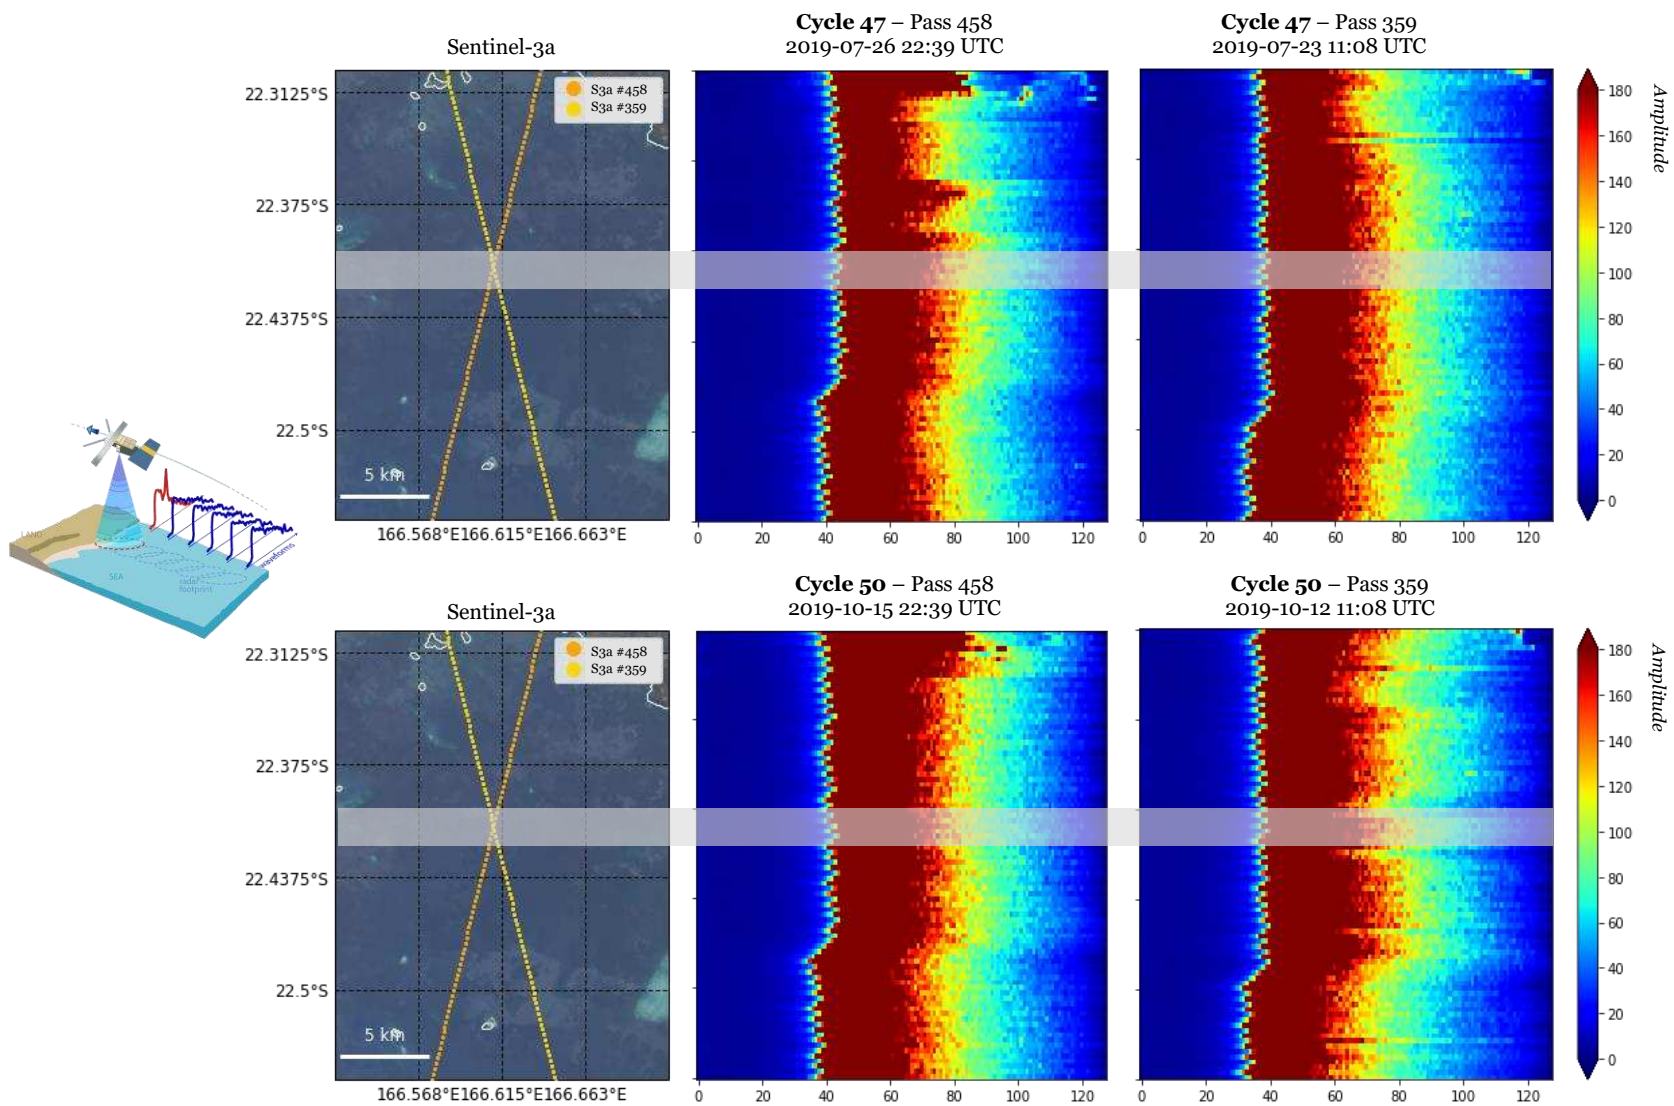 Cycle 47 – Pass 458
2019-07-26 22:39 UTC
Cycle 47 – Pass 359
2019-07-23 11:08 UTC
Sentinel-3a
S3a #458
S3a #359
22.3125°S
22.375°S
22.4375°S
22.5°S
5 km
166.568°E166.615°E166.663°E
0 20 40 60 80 100 120
0 20 40 60 80 100 120
180
160
140
120
100
80
60
40
20
0
Amplitude
LAND
SEA
radar
footprint
waveforms
Cycle 50 – Pass 458
2019-10-15 22:39 UTC
Cycle 50 – Pass 359
2019-10-12 11:08 UTC
Sentinel-3a
S3a #458
S3a #359
22.3125°S
22.375°S
22.4375°S
22.5°S
5 km
166.568°E166.615°E166.663°E
0 20 40 60 80 100 120
0 20 40 60 80 100 120
180
160
140
120
100
80
60
40
20
0
Amplitude